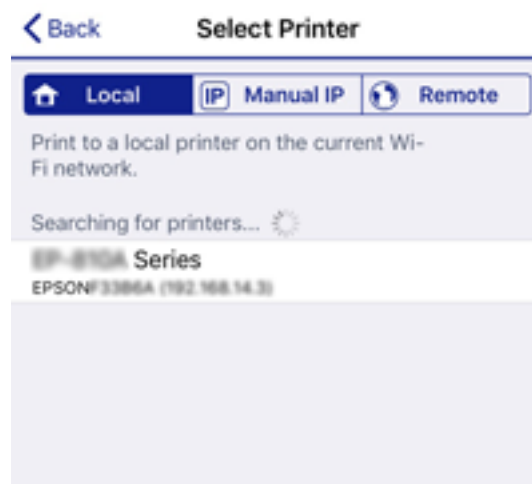 Back Select Printer
Local IP Manual IP Remote
Print to a local printer on the current Wi-
Fi network.
Searching for printers...
Series
EPSON